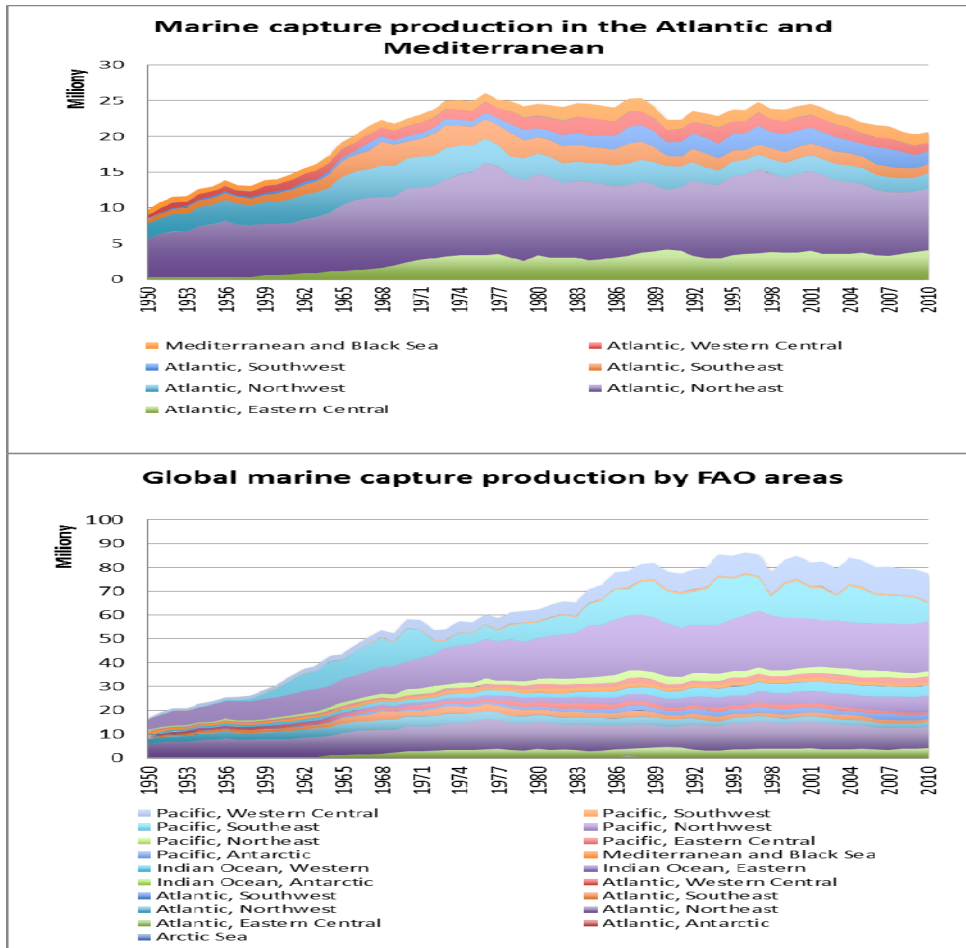 Marine capture production in the Atlantic and
Mediterranean
Miliony
30
25
20
15
10
5
0
1950 1953 1956 1959 1962 1965 1968 1971 1974 1977 1980 1983 1986 1989 1992 1995 1998 2001 2004 2007 2010
Mediterranean and Black Sea Atlantic, Western Central
Atlantic, Southwest Atlantic, Southeast
Atlantic, Northwest Atlantic, Northeast
Atlantic, Eastern Central
Global marine capture production by FAO areas
Miliony
100
90
80
70
60
50
40
30
20
10
0
1950 1953 1956 1959 1962 1965 1968 1971 1974 1977 1980 1983 1986 1989 1992 1995 1998 2001 2004 2007 2010
Pacific, Western Central Pacific, Southwest
Pacific, Southeast Pacific, Northwest
Pacific, Northeast Pacific, Eastern Central
Pacific, Antarctic Mediterranean and Black Sea
Indian Ocean, Western Indian Ocean, Eastern
Indian Ocean, Antarctic Atlantic, Western Central
Atlantic, Southwest Atlantic, Southeast
Atlantic, Northwest Atlantic, Northeast
Atlantic, Eastern Central Atlantic, Antarctic
Arctic Sea